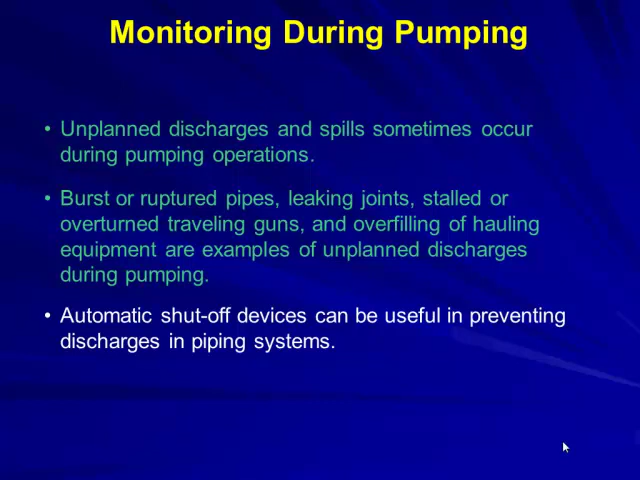 Monitoring During Pumping
• Unplanned discharges and spills sometimes occur
during pumping operations.
• Burst or ruptured pipes, leaking joints, stalled or
overturned traveling guns, and overfilling of hauling
equipment are examples of unplanned discharges
during pumping.
• Automatic shut-off devices can be useful in preventing
discharges in piping systems.